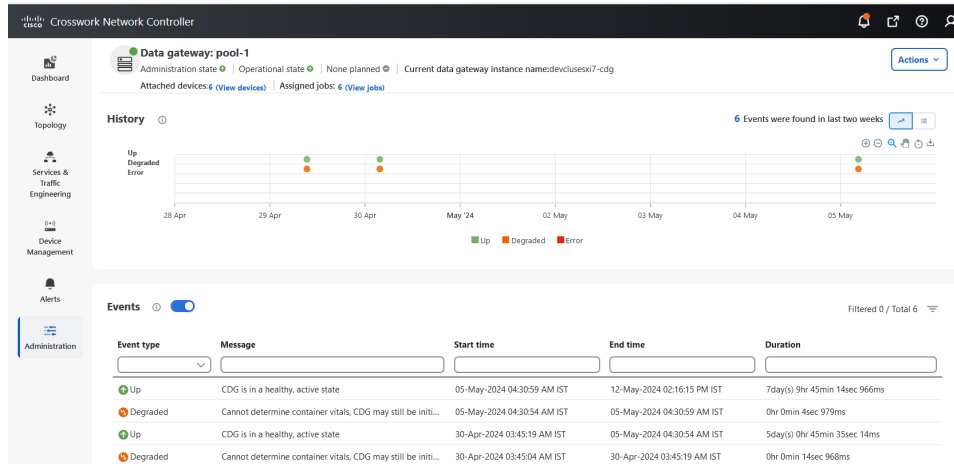 cisco Crosswork Network Controller
Dashboard
Topology
Services &
Traffic
Engineering
Device
Management
Alerts
Administration
Data gateway: pool-1
Administration state | Operational state | None planned | Current data gateway instance name:devclusesxi7-cdg
Attached devices:6 (View devices) | Assigned jobs: 6 (View jobs)
Actions
History
6 Events were found in last two weeks
Up
Degraded
Error
28 Apr 29 Apr 30 Apr May '24 02 May 03 May 04 May 05 May
Up Degraded Error
Events
Filtered 0 / Total 6
Event type Message Start time End time Duration
Up CDG is in a healthy, active state 05-May-2024 04:30:59 AM IST 12-May-2024 02:16:15 PM IST 7day(s) 9hr 45min 14sec 966ms
Degraded Cannot determine container vitals, CDG may still be initi... 05-May-2024 04:30:54 AM IST 05-May-2024 04:30:59 AM IST 0hr 0min 4sec 979ms
Up CDG is in a healthy, active state 30-Apr-2024 03:45:19 AM IST 05-May-2024 04:30:54 AM IST 5day(s) 0hr 45min 35sec 14ms
Degraded Cannot determine container vitals, CDG may still be initi... 30-Apr-2024 03:45:04 AM IST 30-Apr-2024 03:45:19 AM IST 0hr 0min 14sec 968ms